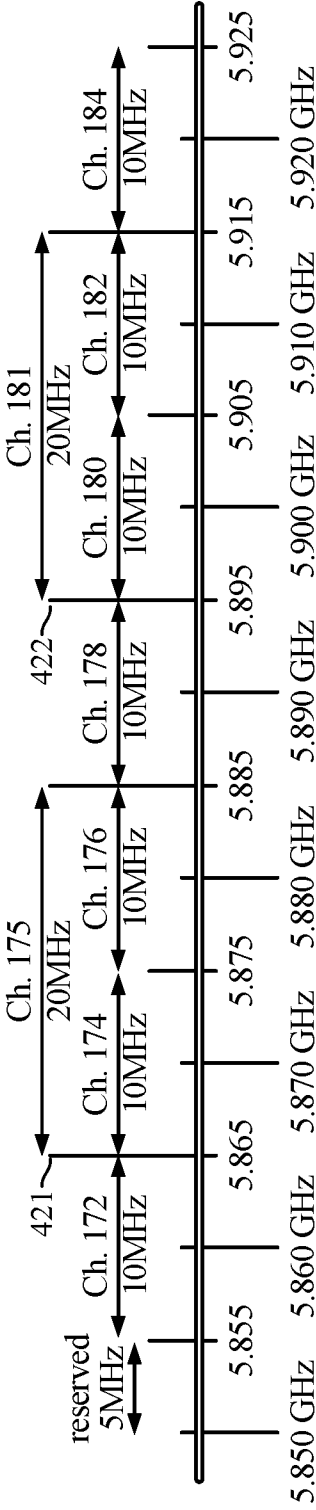 Ch. 175
20MHz
Ch. 181
20MHz
421
422
reserved
5MHz
Ch. 172
10MHz
Ch. 174
10MHz
Ch. 176
10MHz
Ch. 178
10MHz
Ch. 180
10MHz
Ch. 182
10MHz
Ch. 184
10MHz
5.855
5.865
5.875
5.885
5.895
5.905
5.915
5.925
5.850 GHz
5.860 GHz
5.870 GHz
5.880 GHz
5.890 GHz
5.900 GHz
5.910 GHz
5.920 GHz